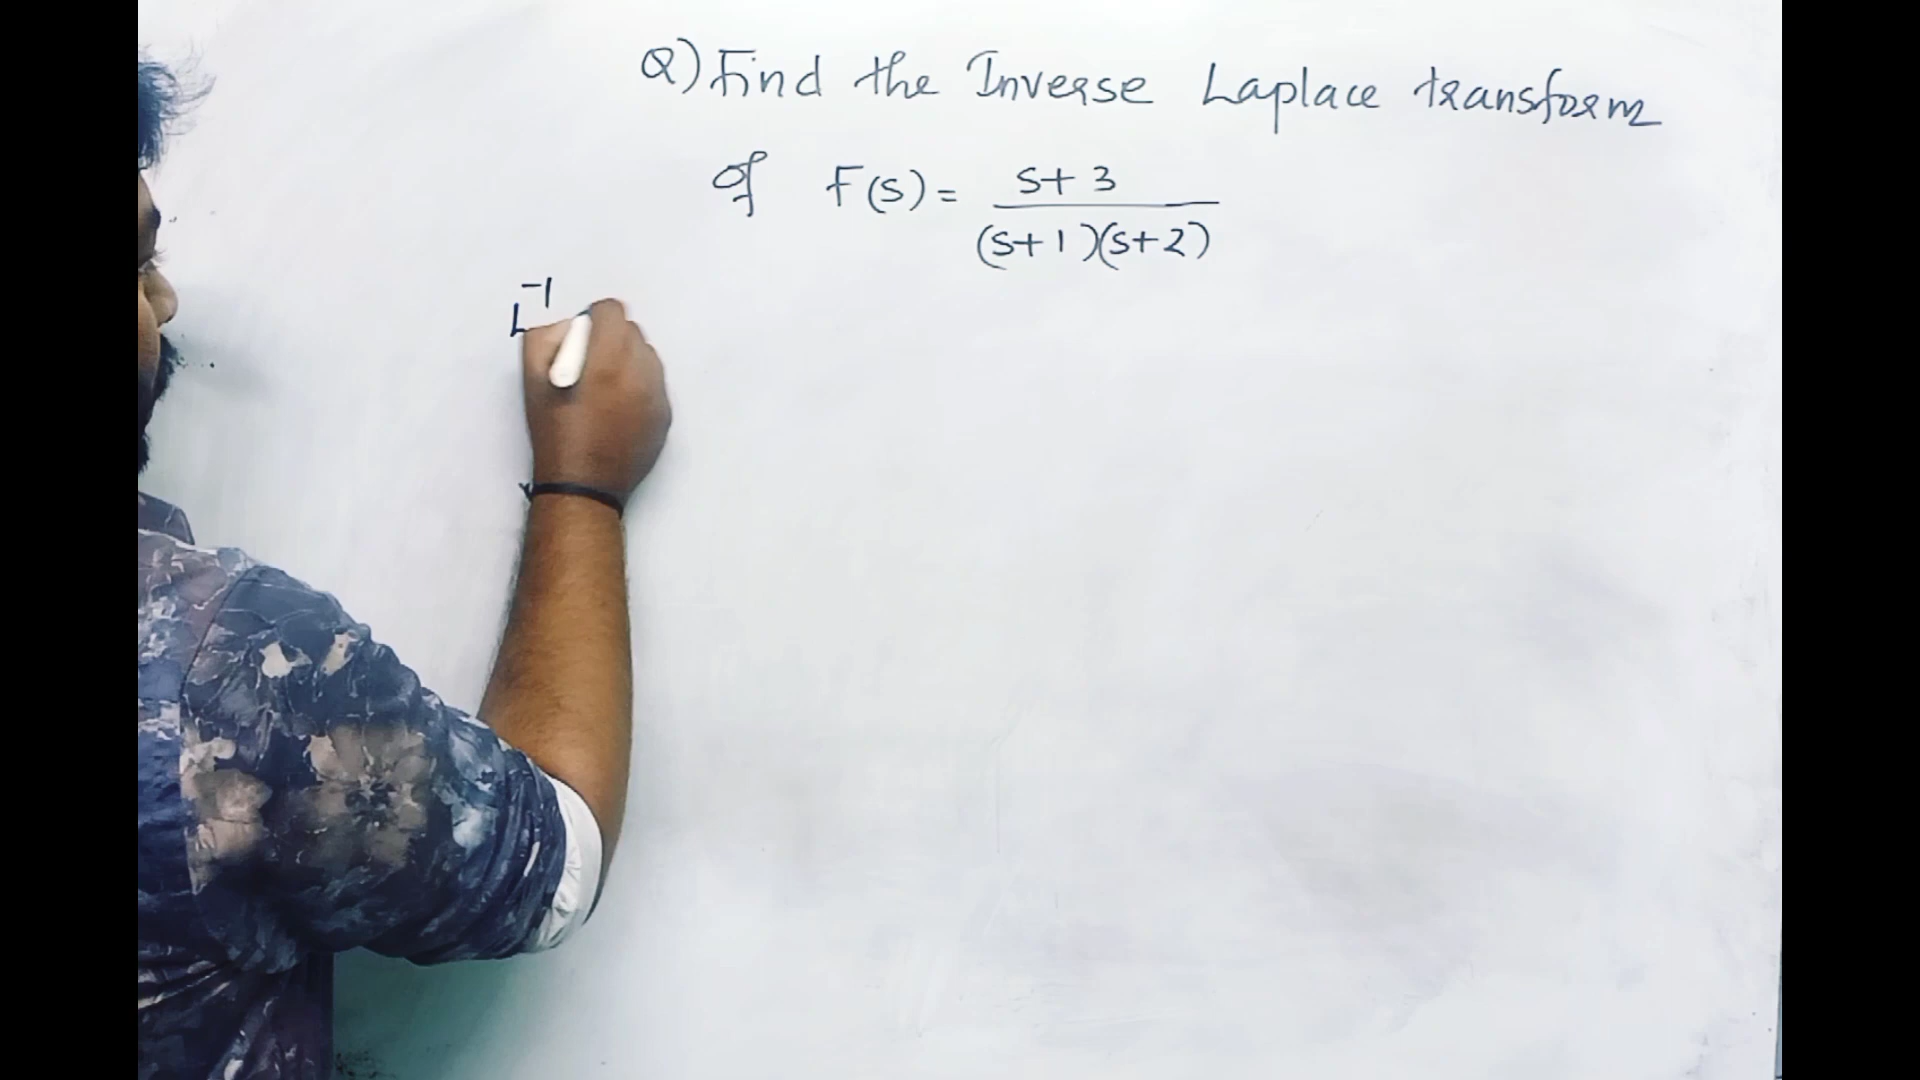 Q) Find the Inverse Laplace transform
of F(s) = s+3 / (s+1)(s+2)
L⁻¹